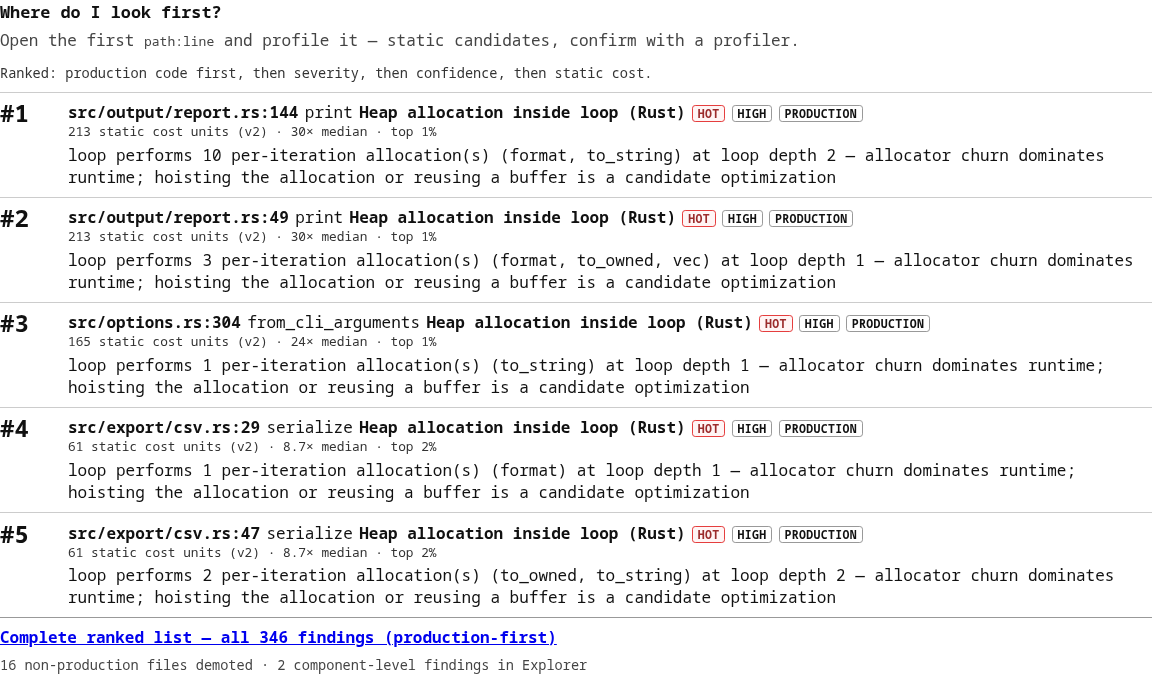 Where do I look first?
Open the first path:line and profile it — static candidates, confirm with a profiler.
Ranked: production code first, then severity, then confidence, then static cost.
#1 src/output/report.rs:144 print Heap allocation inside loop (Rust) HOT HIGH PRODUCTION
213 static cost units (v2) · 30× median · top 1%
loop performs 10 per-iteration allocation(s) (format, to_string) at loop depth 2 — allocator churn dominates
runtime; hoisting the allocation or reusing a buffer is a candidate optimization
#2 src/output/report.rs:49 print Heap allocation inside loop (Rust) HOT HIGH PRODUCTION
213 static cost units (v2) · 30× median · top 1%
loop performs 3 per-iteration allocation(s) (format, to_owned, vec) at loop depth 1 — allocator churn dominates
runtime; hoisting the allocation or reusing a buffer is a candidate optimization
#3 src/options.rs:304 from_cli_arguments Heap allocation inside loop (Rust) HOT HIGH PRODUCTION
165 static cost units (v2) · 24× median · top 1%
loop performs 1 per-iteration allocation(s) (to_string) at loop depth 1 — allocator churn dominates runtime;
hoisting the allocation or reusing a buffer is a candidate optimization
#4 src/export/csv.rs:29 serialize Heap allocation inside loop (Rust) HOT HIGH PRODUCTION
61 static cost units (v2) · 8.7× median · top 2%
loop performs 1 per-iteration allocation(s) (format) at loop depth 1 — allocator churn dominates runtime;
hoisting the allocation or reusing a buffer is a candidate optimization
#5 src/export/csv.rs:47 serialize Heap allocation inside loop (Rust) HOT HIGH PRODUCTION
61 static cost units (v2) · 8.7× median · top 2%
loop performs 2 per-iteration allocation(s) (to_owned, to_string) at loop depth 2 — allocator churn dominates
runtime; hoisting the allocation or reusing a buffer is a candidate optimization
Complete ranked list — all 346 findings (production-first)
16 non-production files demoted · 2 component-level findings in Explorer